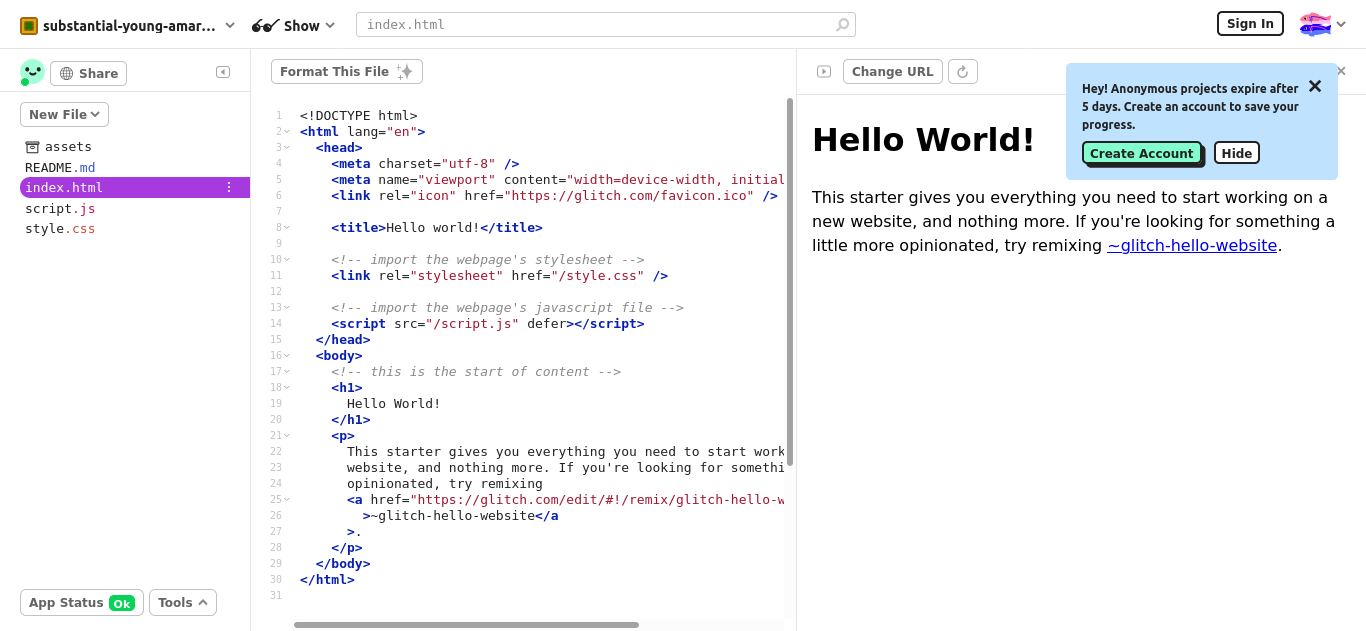 substantial-young-amar...
Show
index.html
Sign In
Share
New File
assets
README.md
index.html
script.js
style.css
App Status Ok
Tools
Format This File
1 <!DOCTYPE html>
2 <html lang="en">
3 <head>
4 <meta charset="utf-8" />
5 <meta name="viewport" content="width=device-width, initial
6 <link rel="icon" href="https://glitch.com/favicon.ico" />
7
8 <title>Hello world!</title>
9
10 <!-- import the webpage's stylesheet -->
11 <link rel="stylesheet" href="/style.css" />
12
13 <!-- import the webpage's javascript file -->
14 <script src="/script.js" defer></script>
15 </head>
16 <body>
17 <!-- this is the start of content -->
18 <h1>
19 Hello World!
20 </h1>
21 <p>
22 This starter gives you everything you need to start work
23 website, and nothing more. If you're looking for somethi
24 opinionated, try remixing
25 <a href="https://glitch.com/edit/#!/remix/glitch-hello-w
26 >~glitch-hello-website</a
27 >.
28 </p>
29 </body>
30 </html>
31
Change URL
Hey! Anonymous projects expire after
5 days. Create an account to save your
progress.
Create Account
Hide
Hello World!
This starter gives you everything you need to start working on a
new website, and nothing more. If you're looking for something a
little more opinionated, try remixing ~glitch-hello-website.